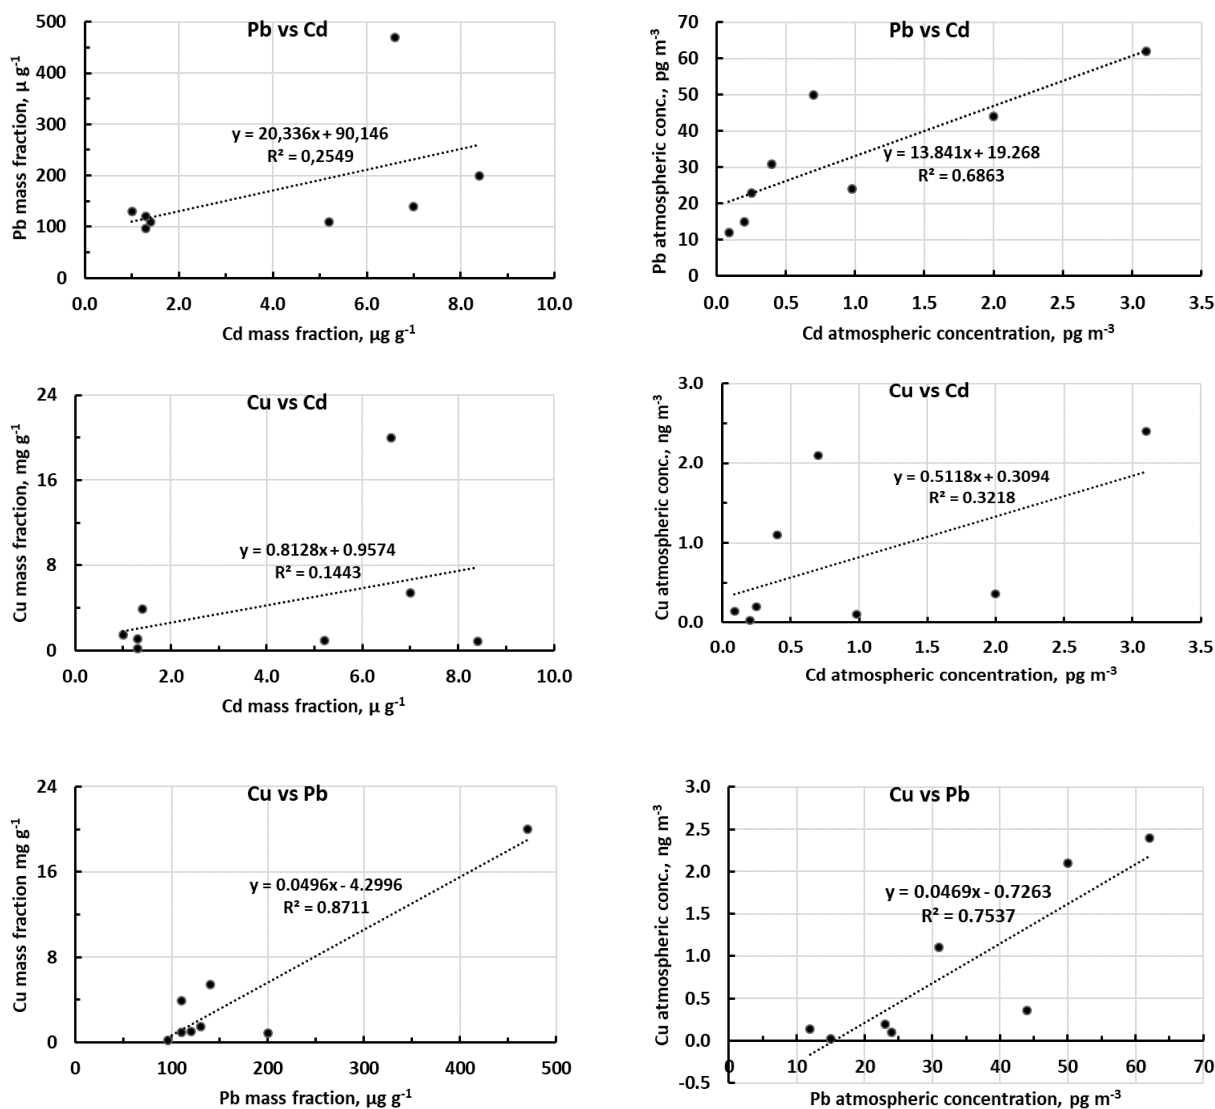 Pb vs Cd
500
400
300
200
100
0
Pb mass fraction, µ g-1
y = 20,336x + 90,146
R² = 0,2549
0.0 2.0 4.0 6.0 8.0 10.0
Cd mass fraction, µg g-1
Pb vs Cd
70
60
50
40
30
20
10
0
Pb atmospheric conc., pg m-3
y = 13.841x + 19.268
R² = 0.6863
0.0 0.5 1.0 1.5 2.0 2.5 3.0 3.5
Cd atmospheric concentration, pg m-3
Cu vs Cd
24
16
8
0
Cu mass fraction, mg g-1
y = 0.8128x + 0.9574
R² = 0.1443
0.0 2.0 4.0 6.0 8.0 10.0
Cd mass fraction, µ g-1
Cu vs Cd
3.0
2.0
1.0
0.0
Cu atmospheric conc., ng m-3
y = 0.5118x + 0.3094
R² = 0.3218
0.0 0.5 1.0 1.5 2.0 2.5 3.0 3.5
Cd atmospheric concentration, pg m-3
Cu vs Pb
24
16
8
0
Cu mass fraction mg g-1
y = 0.0496x - 4.2996
R² = 0.8711
0 100 200 300 400 500
Pb mass fraction, µg g-1
Cu vs Pb
3.0
2.5
2.0
1.5
1.0
0.5
0.0
-0.5
Cu atmospheric conc., ng m-3
y = 0.0469x - 0.7263
R² = 0.7537
0 10 20 30 40 50 60 70
Pb atmospheric concentration, pg m-3